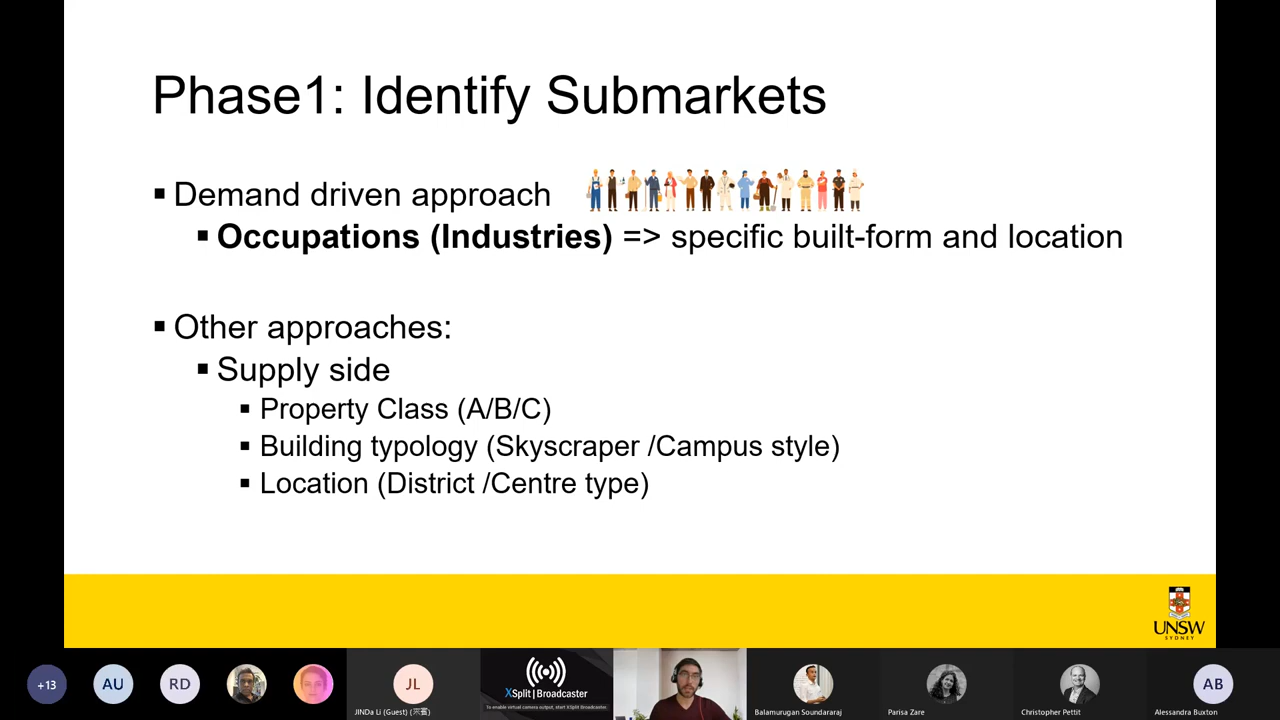 Phase1: Identify Submarkets
▪ Demand driven approach
▪ Occupations (Industries) => specific built-form and location
▪ Other approaches:
▪ Supply side
▪ Property Class (A/B/C)
▪ Building typology (Skyscraper /Campus style)
▪ Location (District /Centre type)
UNSW
SYDNEY
+13
AU
RD
JL
JINDa Li (Guest)
XSplit | Broadcaster
To enable virtual camera output, start XSplit Broadcaster.
Balamurugan Soundararaj
Parisa Zare
Christopher Pettit
AB
Alessandra Buxton